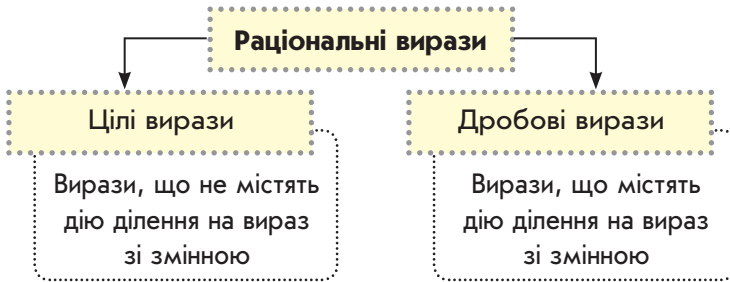 Раціональні вирази
Цілі вирази
Вирази, що не містять
дію ділення на вираз
зі змінною
Дробові вирази
Вирази, що містять
дію ділення на вираз
зі змінною